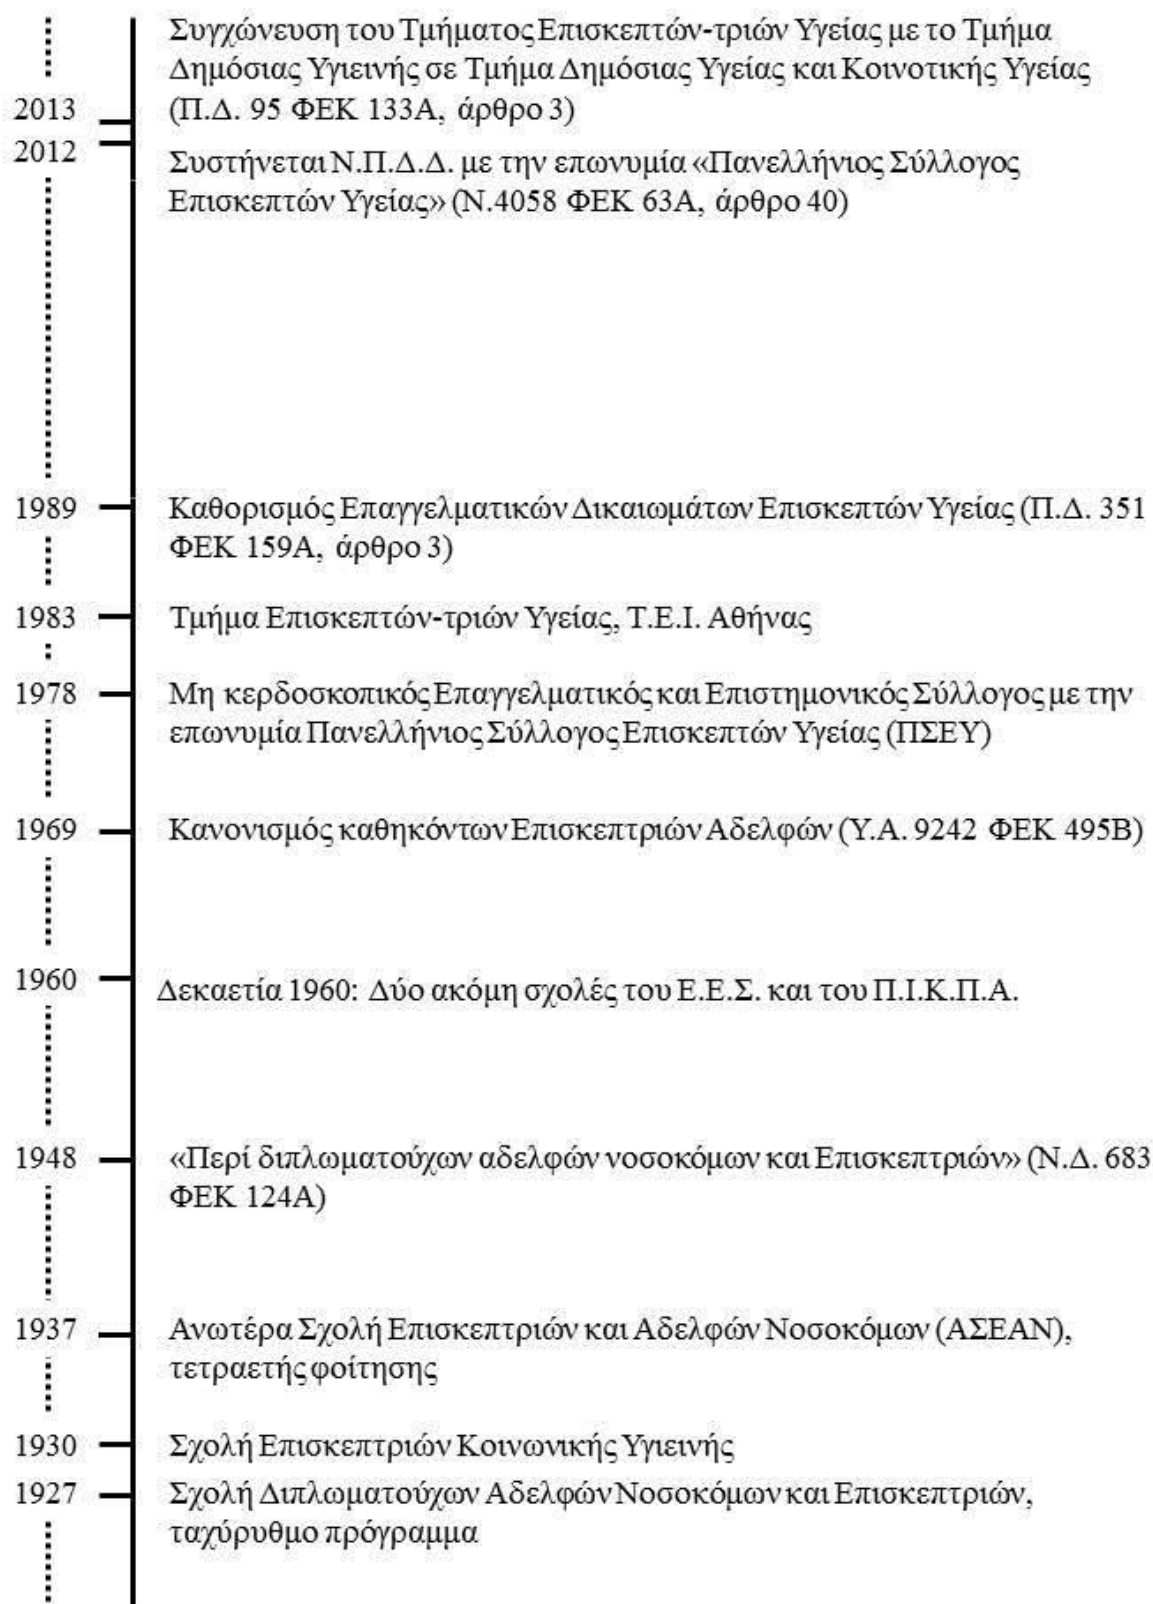 Συγχώνευση του Τμήματος Επισκεπτών-τριών Υγείας με το Τμήμα
Δημόσιας Υγιεινής σε Τμήμα Δημόσιας Υγείας και Κοινοτικής Υγείας
2013 (Π.Δ. 95 ΦΕΚ 133Α, άρθρο 3)
2012 Συστήνεται Ν.Π.Δ.Δ. με την επωνυμία «Πανελλήνιος Σύλλογος
Επισκεπτών Υγείας» (Ν.4058 ΦΕΚ 63Α, άρθρο 40)
1989 Καθορισμός Επαγγελματικών Δικαιωμάτων Επισκεπτών Υγείας (Π.Δ. 351
ΦΕΚ 159Α, άρθρο 3)
1983 Τμήμα Επισκεπτών-τριών Υγείας, Τ.Ε.Ι. Αθήνας
1978 Μη κερδοσκοπικός Επαγγελματικός και Επιστημονικός Σύλλογος με την
επωνυμία Πανελλήνιος Σύλλογος Επισκεπτών Υγείας (ΠΣΕΥ)
1969 Κανονισμός καθηκόντων Επισκεπτριών Αδελφών (Υ.Α. 9242 ΦΕΚ 495Β)
1960 Δεκαετία 1960: Δύο ακόμη σχολές του Ε.Ε.Σ. και του Π.Ι.Κ.Π.Α.
1948 «Περί διπλωματούχων αδελφών νοσοκόμων και Επισκεπτριών» (Ν.Δ. 683
ΦΕΚ 124Α)
1937 Ανωτέρα Σχολή Επισκεπτριών και Αδελφών Νοσοκόμων (ΑΣΕΑΝ),
τετραετής φοίτησης
1930 Σχολή Επισκεπτριών Κοινωνικής Υγιεινής
1927 Σχολή Διπλωματούχων Αδελφών Νοσοκόμων και Επισκεπτριών,
ταχύρυθμο πρόγραμμα